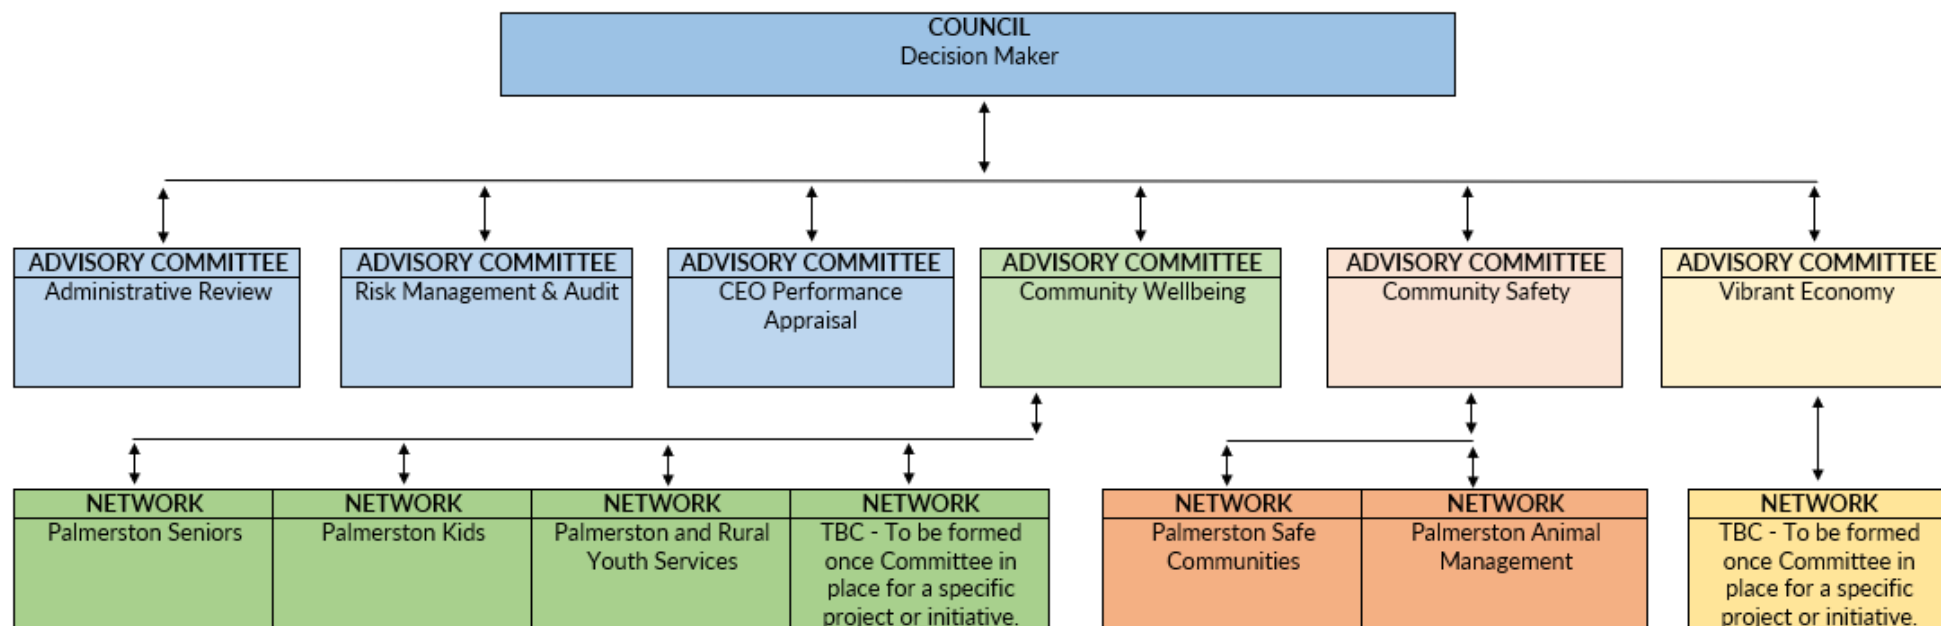 COUNCIL
Decision Maker
ADVISORY COMMITTEE
Administrative Review
ADVISORY COMMITTEE
Risk Management & Audit
ADVISORY COMMITTEE
CEO Performance
Appraisal
ADVISORY COMMITTEE
Community Wellbeing
ADVISORY COMMITTEE
Community Safety
ADVISORY COMMITTEE
Vibrant Economy
NETWORK
Palmerston Seniors
NETWORK
Palmerston Kids
NETWORK
Palmerston and Rural
Youth Services
NETWORK
TBC - To be formed
once Committee in
place for a specific
project or initiative.
NETWORK
Palmerston Safe
Communities
NETWORK
Palmerston Animal
Management
NETWORK
TBC - To be formed
once Committee in
place for a specific
project or initiative.